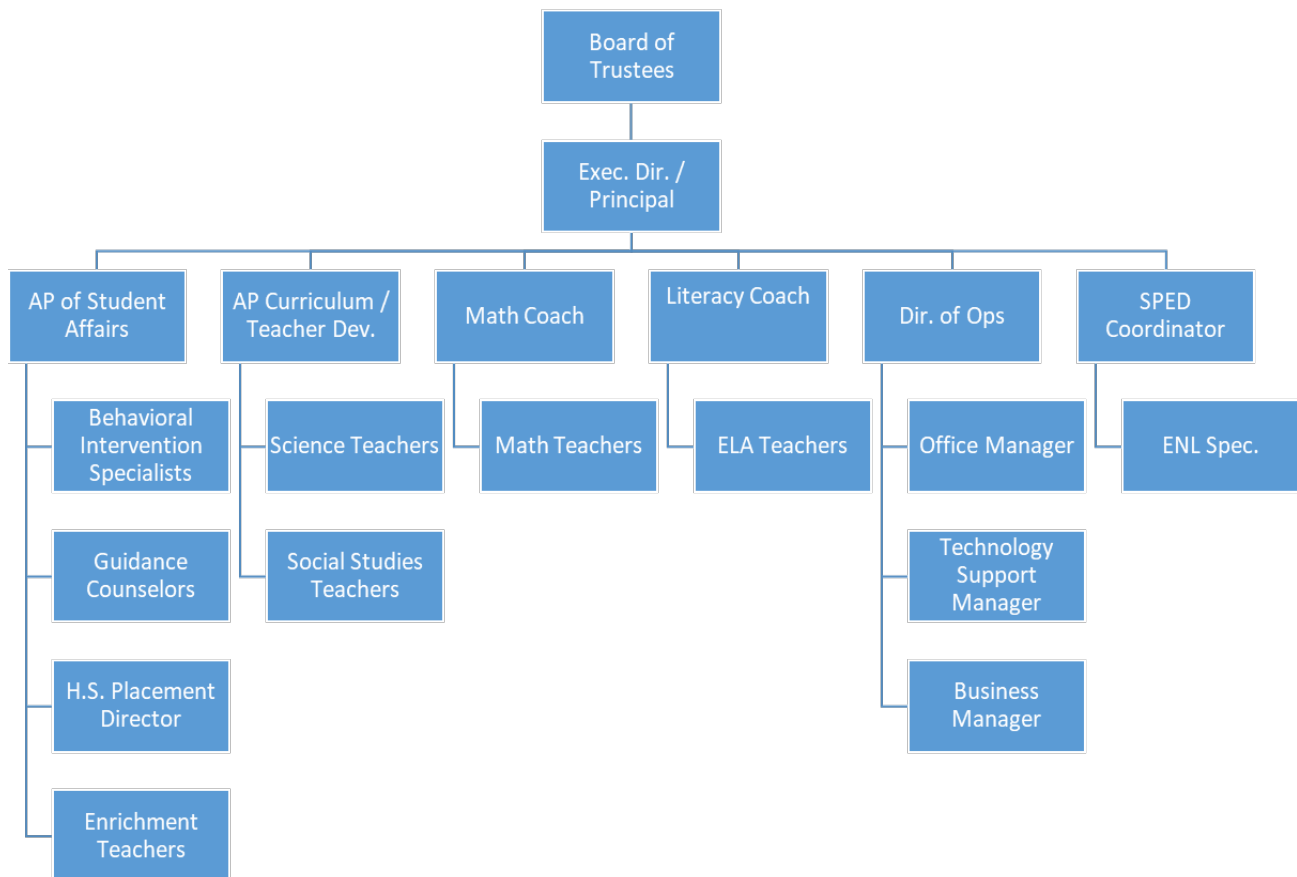 Board of
Trustees
Exec. Dir. /
Principal
AP of Student
Affairs
AP Curriculum /
Teacher Dev.
Math Coach
Literacy Coach
Dir. of Ops
SPED
Coordinator
Behavioral
Intervention
Specialists
Science Teachers
Math Teachers
ELA Teachers
Office Manager
ENL Spec.
Guidance
Counselors
Social Studies
Teachers
Technology
Support
Manager
H.S. Placement
Director
Business
Manager
Enrichment
Teachers